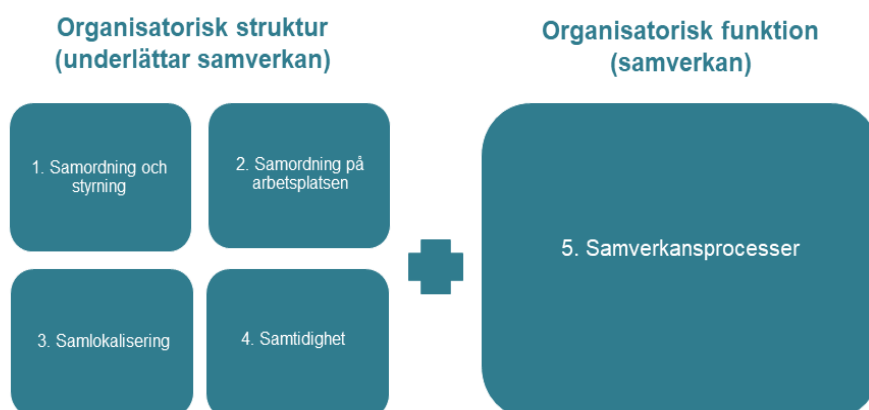 Organisatorisk struktur
(underlättar samverkan)
Organisatorisk funktion
(samverkan)
1. Samordning och
styrning
2. Samordning på
arbetsplatsen
3. Samlokalisering
4. Samtidighet
5. Samverkansprocesser